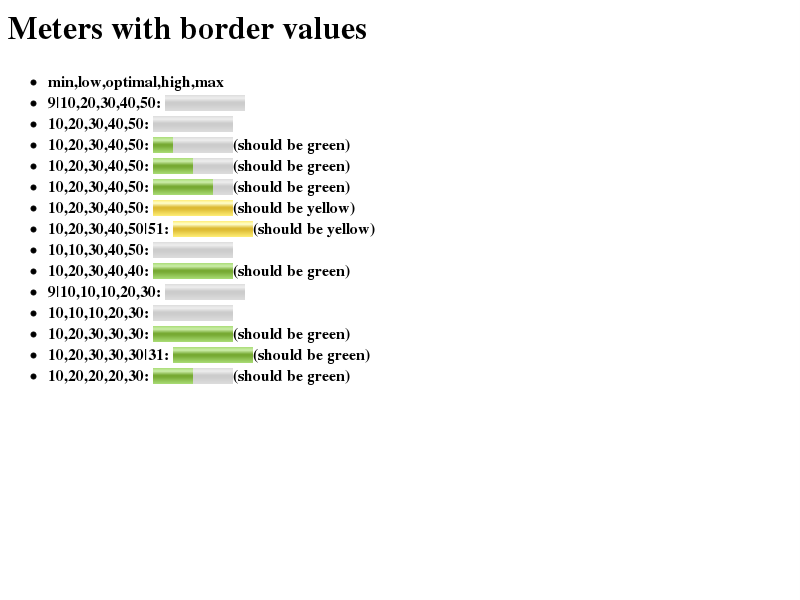 Meters with border values
min,low,optimal,high,max
9|10,20,30,40,50:
10,20,30,40,50:
10,20,30,40,50: (should be green)
10,20,30,40,50: (should be green)
10,20,30,40,50: (should be green)
10,20,30,40,50: (should be yellow)
10,20,30,40,50|51: (should be yellow)
10,10,30,40,50:
10,20,30,40,40: (should be green)
9|10,10,10,20,30:
10,10,10,20,30:
10,20,30,30,30: (should be green)
10,20,30,30,30|31: (should be green)
10,20,20,20,30: (should be green)